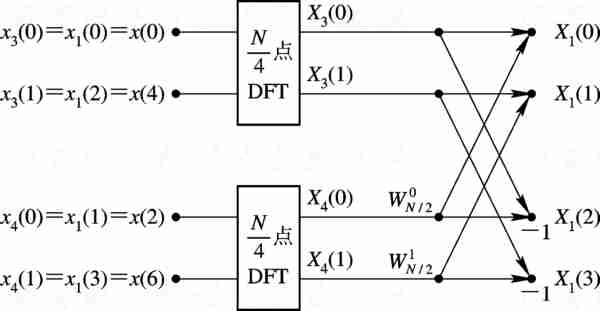 x₃(0)=x₁(0)=x(0) N/4 点 DFT X₃(0) X₁(0)
x₃(1)=x₁(2)=x(4) X₃(1) X₁(1)
x₄(0)=x₁(1)=x(2) N/4 点 DFT X₄(0) W⁰_{N/2} −1 X₁(2)
x₄(1)=x₁(3)=x(6) X₄(1) W¹_{N/2} −1 X₁(3)